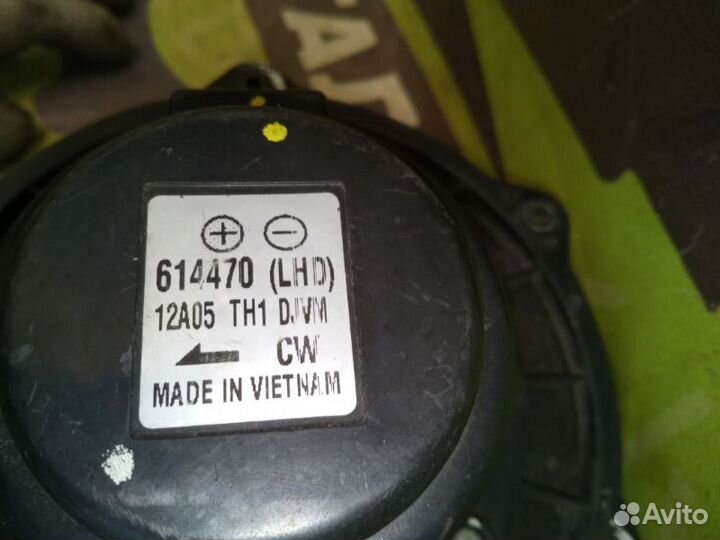 ⊕ ⊖
614470 (LHD)
12A05 TH1 DJVM
← CW
MADE IN VIETNAM
Avito